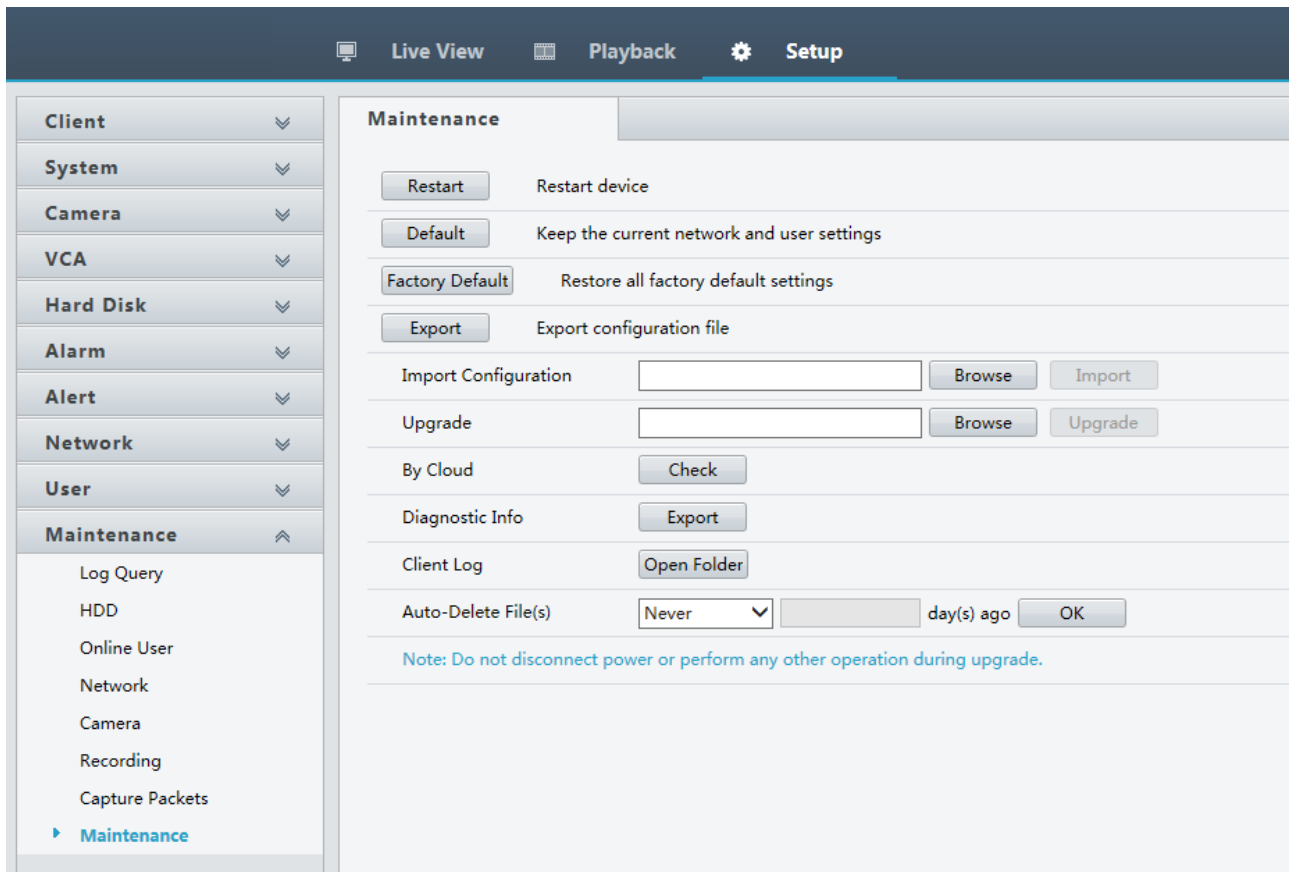 Live View Playback Setup
Client
System
Camera
VCA
Hard Disk
Alarm
Alert
Network
User
Maintenance
Log Query
HDD
Online User
Network
Camera
Recording
Capture Packets
Maintenance
Maintenance
Restart Restart device
Default Keep the current network and user settings
Factory Default Restore all factory default settings
Export Export configuration file
Import Configuration Browse Import
Upgrade Browse Upgrade
By Cloud Check
Diagnostic Info Export
Client Log Open Folder
Auto-Delete File(s) Never day(s) ago OK
Note: Do not disconnect power or perform any other operation during upgrade.